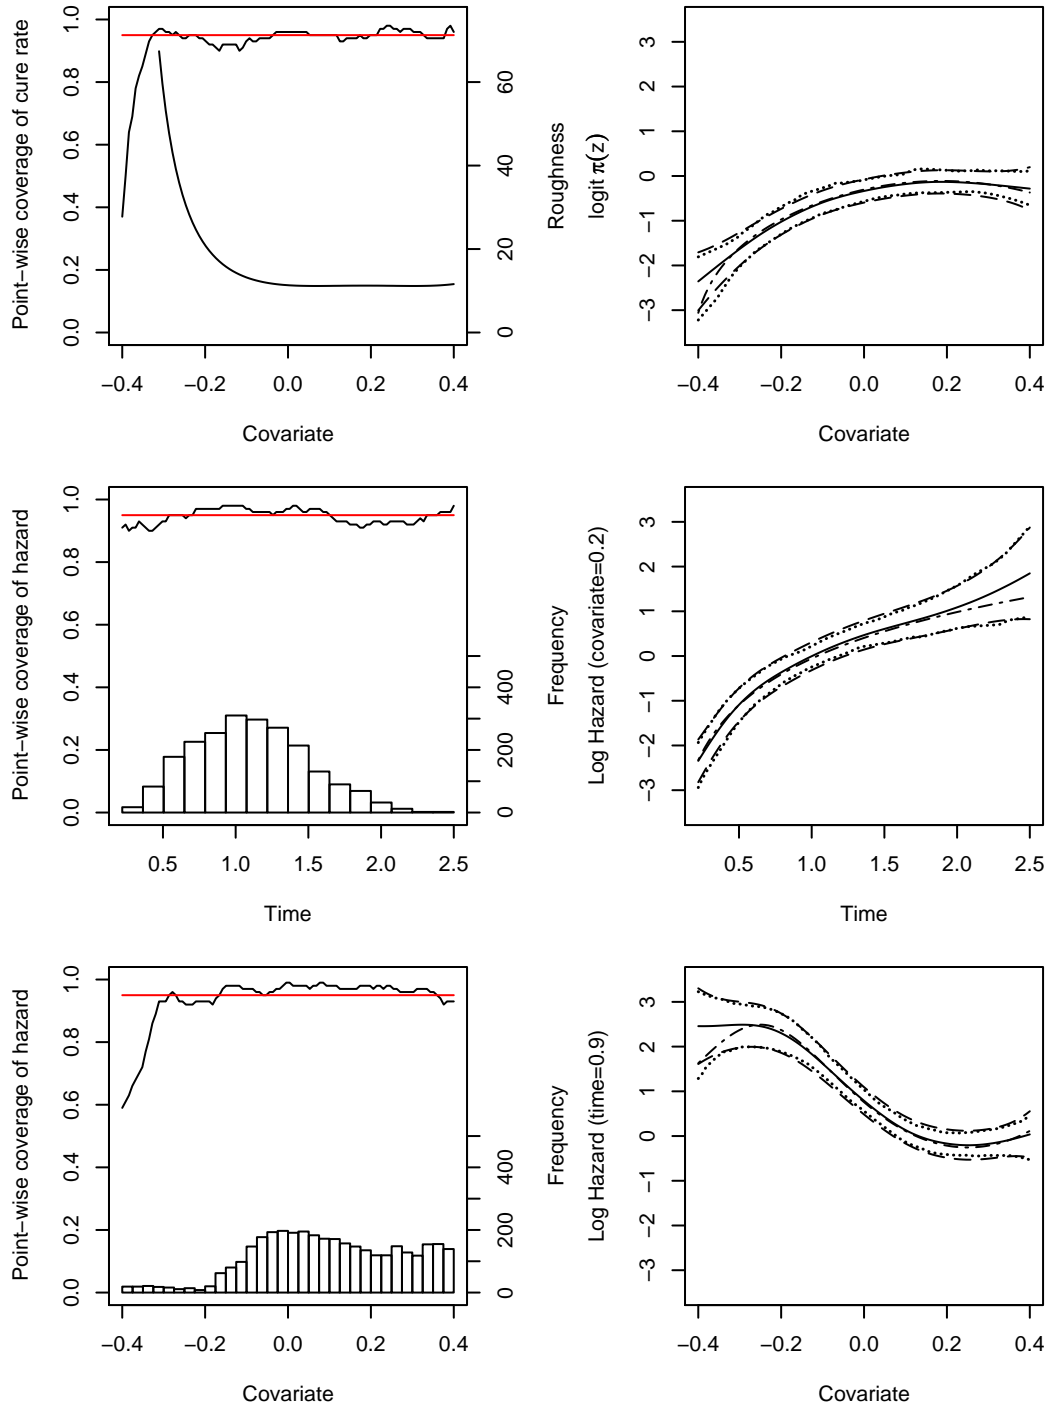 Point−wise coverage of cure rate
0.0 0.2 0.4 0.6 0.8 1.0
0 20 40 60
Roughness
−0.4 −0.2 0.0 0.2 0.4
Covariate
logit π(z)
−3 −2 −1 0 1 2 3
−0.4 −0.2 0.0 0.2 0.4
Covariate
Point−wise coverage of hazard
0.0 0.2 0.4 0.6 0.8 1.0
0 200 400
Frequency
0.5 1.0 1.5 2.0 2.5
Time
Log Hazard (covariate=0.2)
−3 −2 −1 0 1 2 3
0.5 1.0 1.5 2.0 2.5
Time
Point−wise coverage of hazard
0.0 0.2 0.4 0.6 0.8 1.0
0 200 400
Frequency
−0.4 −0.2 0.0 0.2 0.4
Covariate
Log Hazard (time=0.9)
−3 −2 −1 0 1 2 3
−0.4 −0.2 0.0 0.2 0.4
Covariate